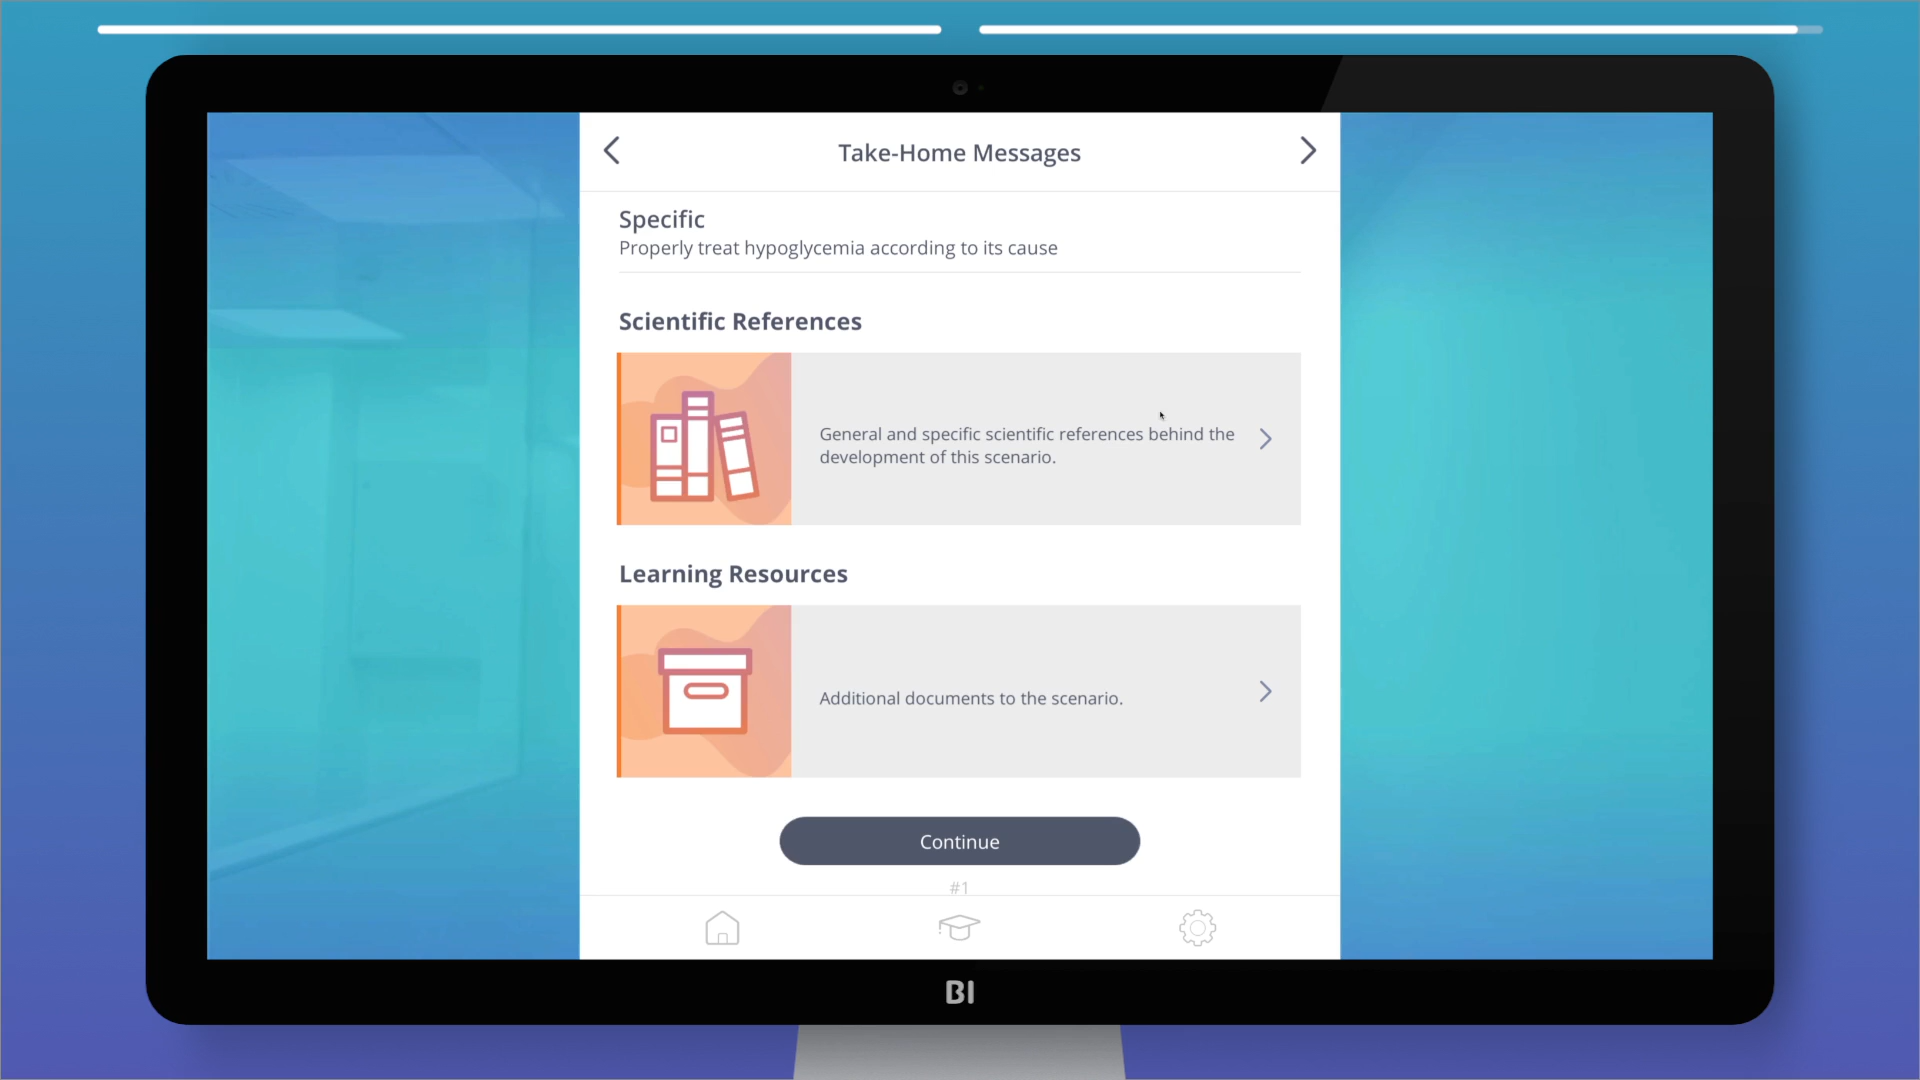 Take-Home Messages
Specific
Properly treat hypoglycemia according to its cause
Scientific References
General and specific scientific references behind the
development of this scenario.
Learning Resources
Additional documents to the scenario.
Continue
#1
BI